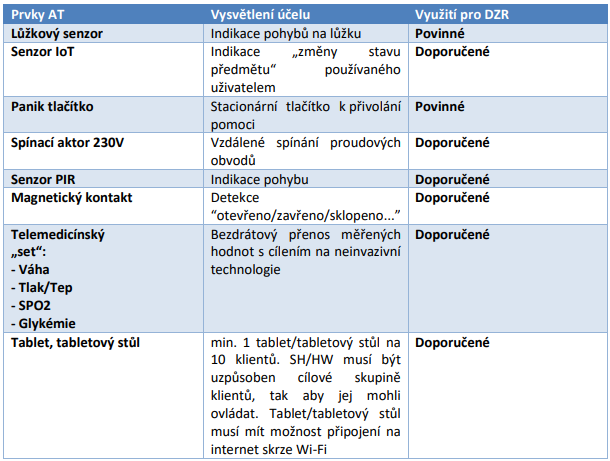 Prvky AT Vysvětlení účelu Využití pro DZR
Lůžkový senzor Indikace pohybů na lůžku Povinné
Senzor IoT Indikace „změny stavu Doporučené
předmětu“ používaného
uživatelem
Panik tlačítko Stacionární tlačítko k přivolání Povinné
pomoci
Spínací aktor 230V Vzdálené spínání proudových Doporučené
obvodů
Senzor PIR Indikace pohybu Doporučené
Magnetický kontakt Detekce Doporučené
“otevřeno/zavřeno/sklopeno...”
Telemedicínský Bezdrátový přenos měřených Doporučené
„set“: hodnot s cílením na neinvazivní
- Váha technologie
- Tlak/Tep
- SPO2
- Glykémie
Tablet, tabletový stůl min. 1 tablet/tabletový stůl na Doporučené
10 klientů. SH/HW musí být
uzpůsoben cílové skupině
klientů, tak aby jej mohli
ovládat. Tablet/tabletový stůl
musí mít možnost připojení na
internet skrze Wi-Fi